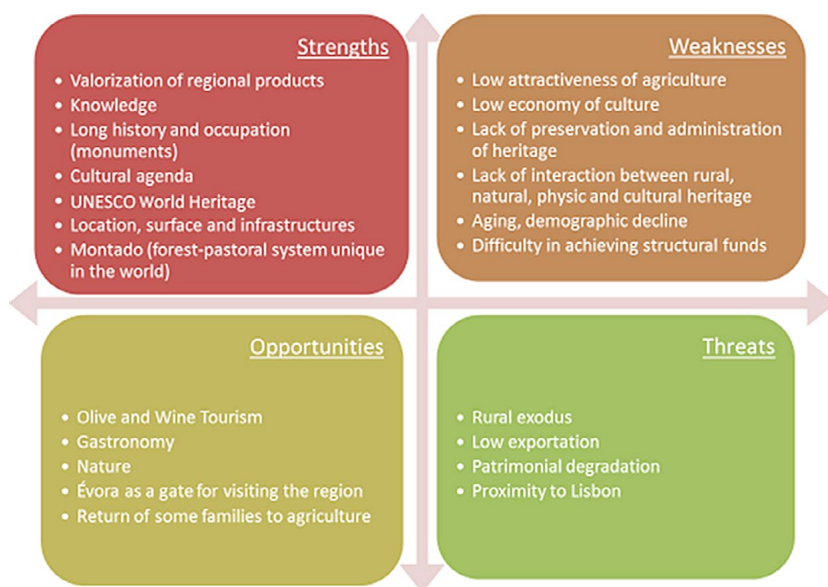 Strengths
• Valorization of regional products
• Knowledge
• Long history and occupation
(monuments)
• Cultural agenda
• UNESCO World Heritage
• Location, surface and infrastructures
• Montado (forest-pastoral system unique
in the world)
Weaknesses
• Low attractiveness of agriculture
• Low economy of culture
• Lack of preservation and administration
of heritage
• Lack of interaction between rural,
natural, physic and cultural heritage
• Aging, demographic decline
• Difficulty in achieving structural funds
Opportunities
• Olive and Wine Tourism
• Gastronomy
• Nature
• Évora as a gate for visiting the region
• Return of some families to agriculture
Threats
• Rural exodus
• Low exportation
• Patrimonial degradation
• Proximity to Lisbon